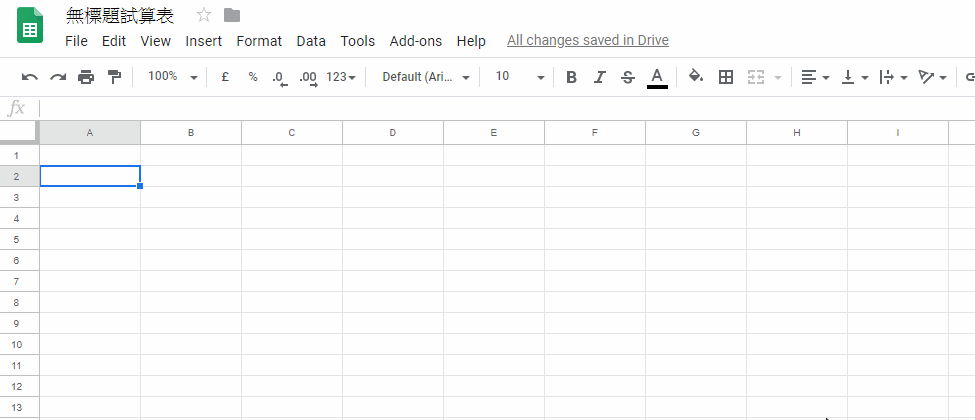 無標題試算表
File Edit View Insert Format Data Tools Add-ons Help All changes saved in Drive
100% £ % .0 .00 123 Default (Ari... 10 B I S A
fx
A B C D E F G H I
1
2
3
4
5
6
7
8
9
10
11
12
13